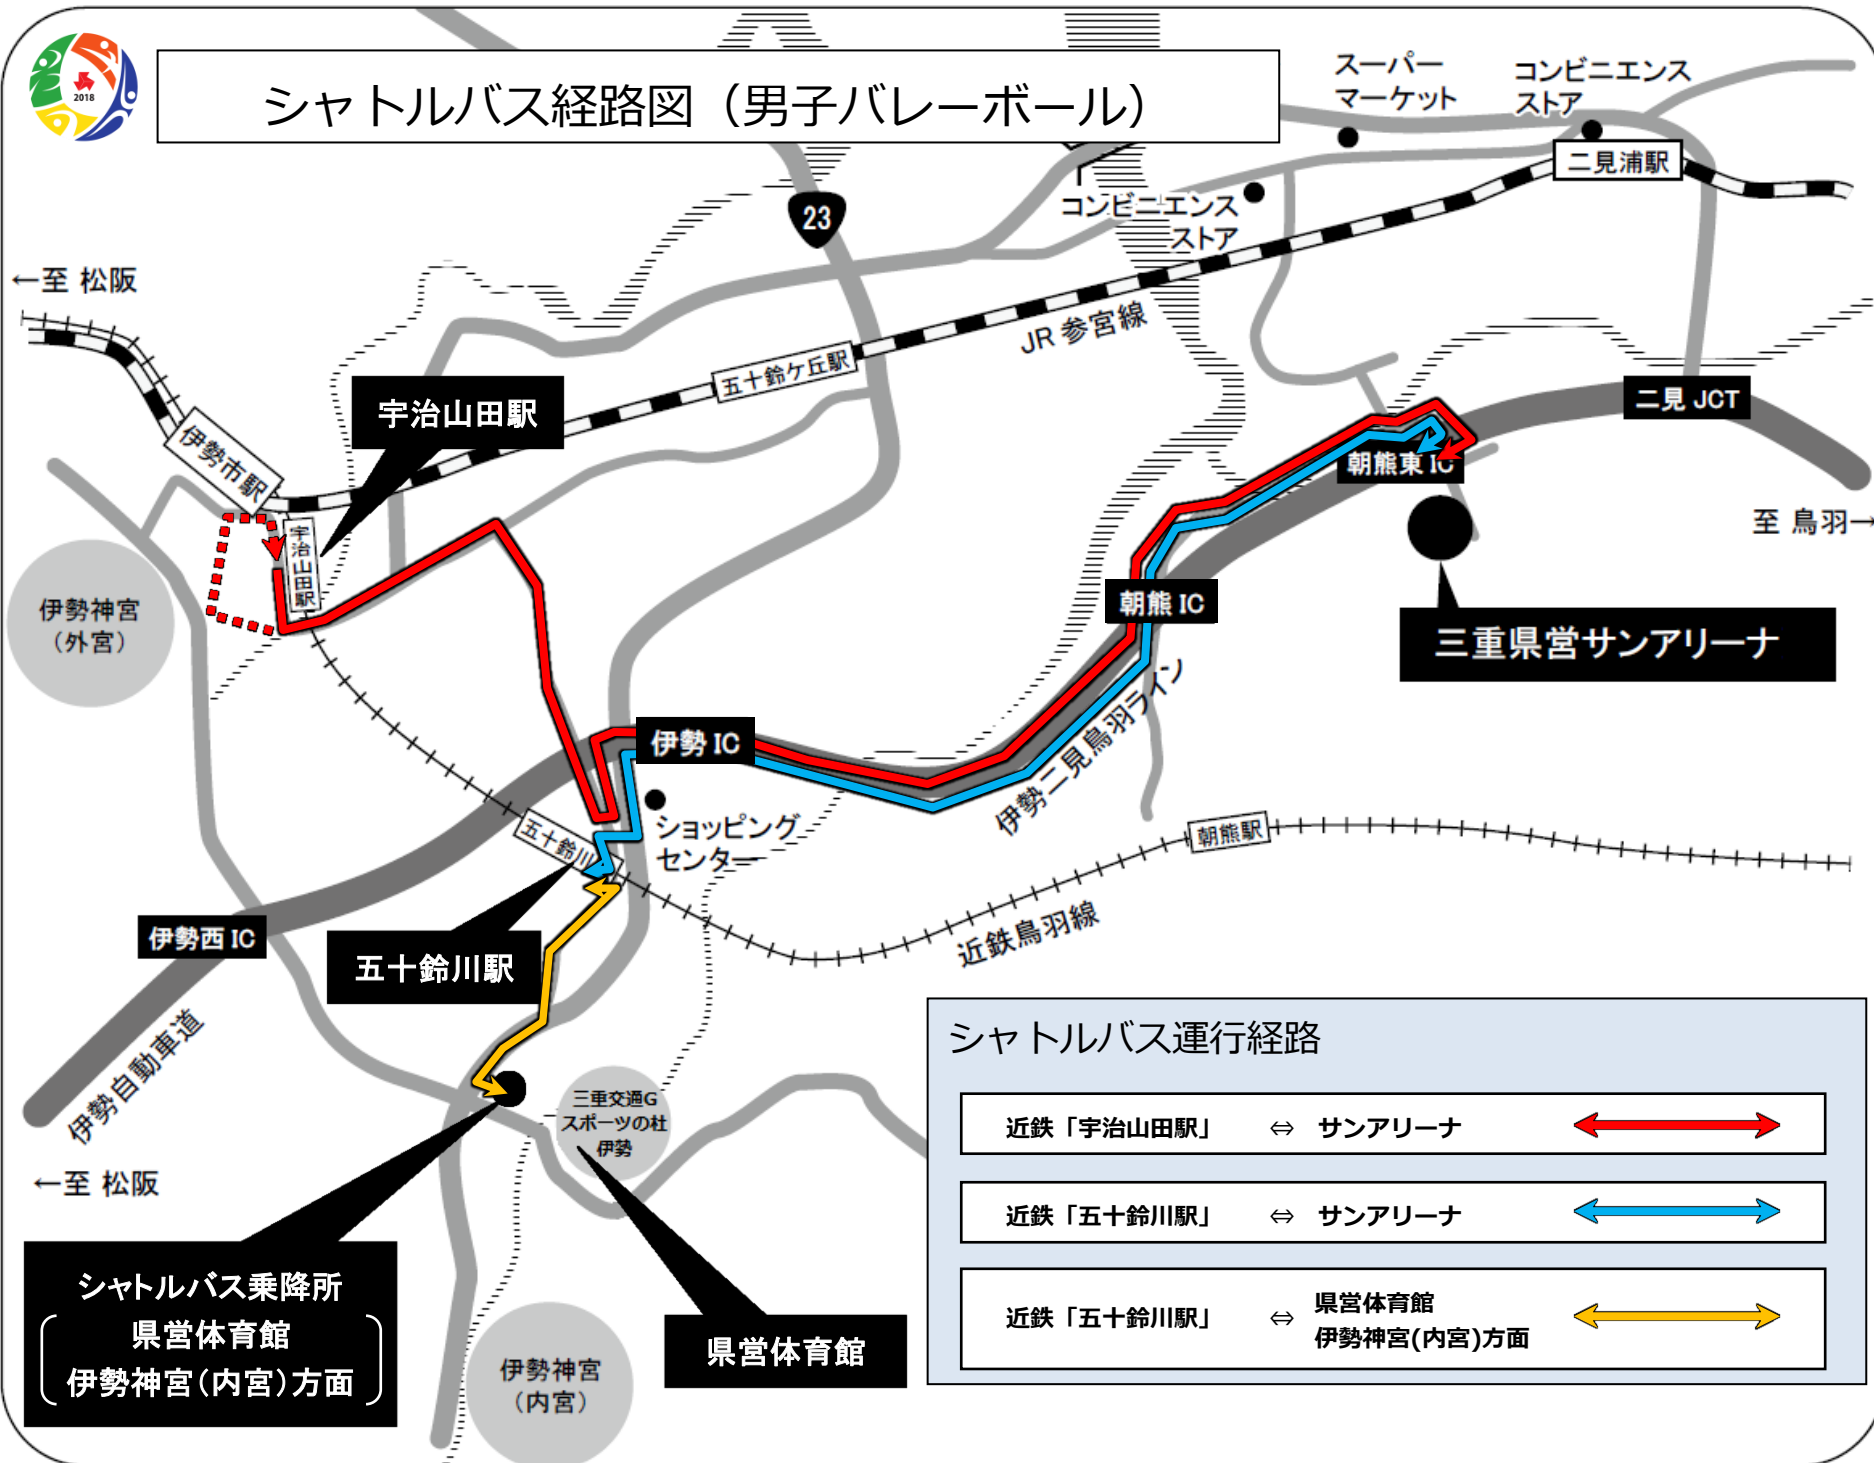 2018
シャトルバス経路図（男子バレーボール）
スーパー
マーケット
コンビニエンス
ストア
二見浦駅
コンビニエンス
ストア
23
←至 松阪
JR 参宮線
五十鈴ケ丘駅
宇治山田駅
二見 JCT
伊勢市駅
朝熊東 IC
至 鳥羽→
宇治山田駅
伊勢神宮
（外宮）
朝熊 IC
三重県営サンアリーナ
伊勢 IC
伊勢二見鳥羽ライン
ショッピング
センター
五十鈴川
朝熊駅
伊勢西 IC
五十鈴川駅
近鉄鳥羽線
伊勢自動車道
←至 松阪
三重交通G
スポーツの杜
伊勢
シャトルバス乗降所
県営体育館
伊勢神宮（内宮）方面
県営体育館
伊勢神宮
（内宮）
シャトルバス運行経路
近鉄「宇治山田駅」 ⇔ サンアリーナ
近鉄「五十鈴川駅」 ⇔ サンアリーナ
近鉄「五十鈴川駅」 ⇔ 県営体育館
伊勢神宮(内宮)方面